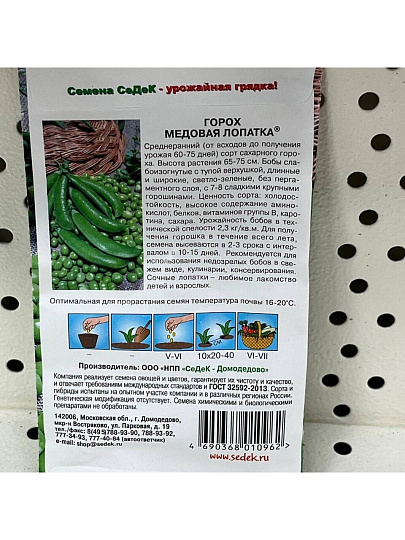 Семена СеДеК - урожайная грядка!
ГОРОХ
МЕДОВАЯ ЛОПАТКА®
Среднеранний (от всходов до получения
урожая 60-75 дней) сорт сахарного горо-
ха. Высота растения 65-75 см. Бобы сла-
боизогнутые с тупой верхушкой, длинные
и широкие, светло-зеленые, без перга-
ментного слоя, с 7-8 сладкими крупными
горошинами. Ценность сорта: холодос-
тойкость, высокое содержание амино-
кислот, белков, витаминов группы В, каро-
тина, сахара. Урожайность бобов в тех-
нической спелости 2,3 кг/кв.м. Для по-
лучения горошка в течение всего лета,
семена высеваются в 2-3 срока с интер-
валом в 10-15 дней. Рекомендуется для
использования недозрелых бобов в све-
жем виде, кулинарии, консервирования.
Сочные лопатки – любимое лакомство
детей и взрослых.
Оптимальная для прорастания семян температура почвы 16-20°С.
см
– – V-VI 10x20-40 VI-VII
Производитель: ООО «НПП «СеДеК - Домодедово»
Компания реализует семена овощей и цветов, гарантирует их чистоту и качество,
и отвечает требованиям международных стандартов и ГОСТ 32592-2013. Сорта и
гибриды испытаны на опытном участке компании и в различных регионах России.
Генетическая модификация отсутствует. Семена химическими и биологическими
препаратами не обработаны.
142006, Московская обл., г. Домодедово,
мкр-н Востряково, ул. Парковая, д. 19
тел./факс: 8(495)788-93-90, 788-93-92,
777-34-93, 777-40-84 (автоответчик)
e-mail: shop@sedek.ru
4 690368 010962 >
www.sedek.ru